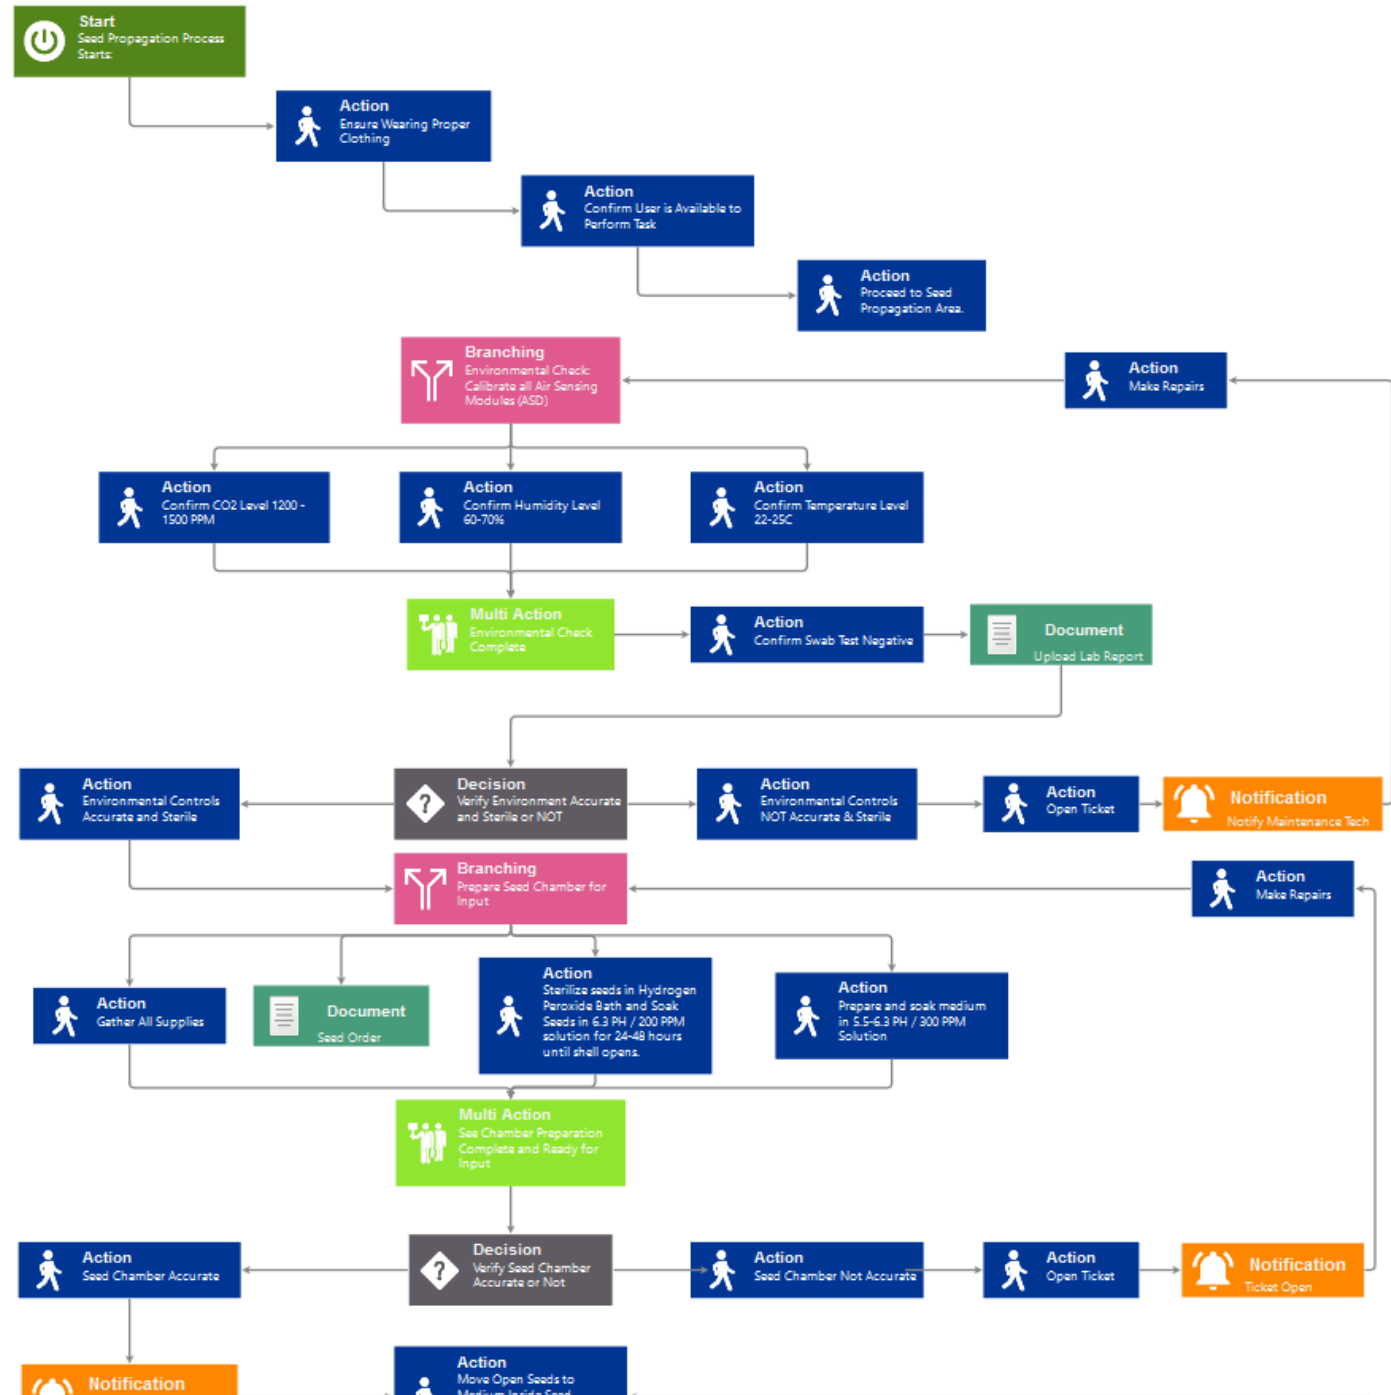 Start
Seed Propagation Process
Starts:
Action
Ensure Wearing Proper
Clothing
Action
Confirm User is Available to
Perform Task
Action
Proceed to Seed
Propagation Area.
Branching
Environmental Check:
Calibrate all Air Sensing
Modules (ASD)
Action
Make Repairs
Action
Confirm CO2 Level 1200 -
1500 PPM
Action
Confirm Humidity Level
60-70%
Action
Confirm Temperature Level
22-25C
Multi Action
Environmental Check
Complete
Action
Confirm Swab Test Negative
Document
Upload Lab Report
Action
Environmental Controls
Accurate and Sterile
Decision
Verify Environment Accurate
and Sterile or NOT
Action
Environmental Controls
NOT Accurate & Sterile
Action
Open Ticket
Notification
Notify Maintenance Tech
Branching
Prepare Seed Chamber for
Input
Action
Make Repairs
Action
Gather All Supplies
Document
Seed Order
Action
Sterilize seeds in Hydrogen
Peroxide Bath and Soak
Seeds in 6.3 PH / 200 PPM
solution for 24-48 hours
until shell opens.
Action
Prepare and soak medium
in 5.5-6.3 PH / 300 PPM
Solution
Multi Action
See Chamber Preparation
Complete and Ready for
Input
Action
Seed Chamber Accurate
Decision
Verify Seed Chamber
Accurate or Not
Action
Seed Chamber Not Accurate
Action
Open Ticket
Notification
Ticket Open
Notification
Action
Move Open Seeds to
Medium Inside Seed